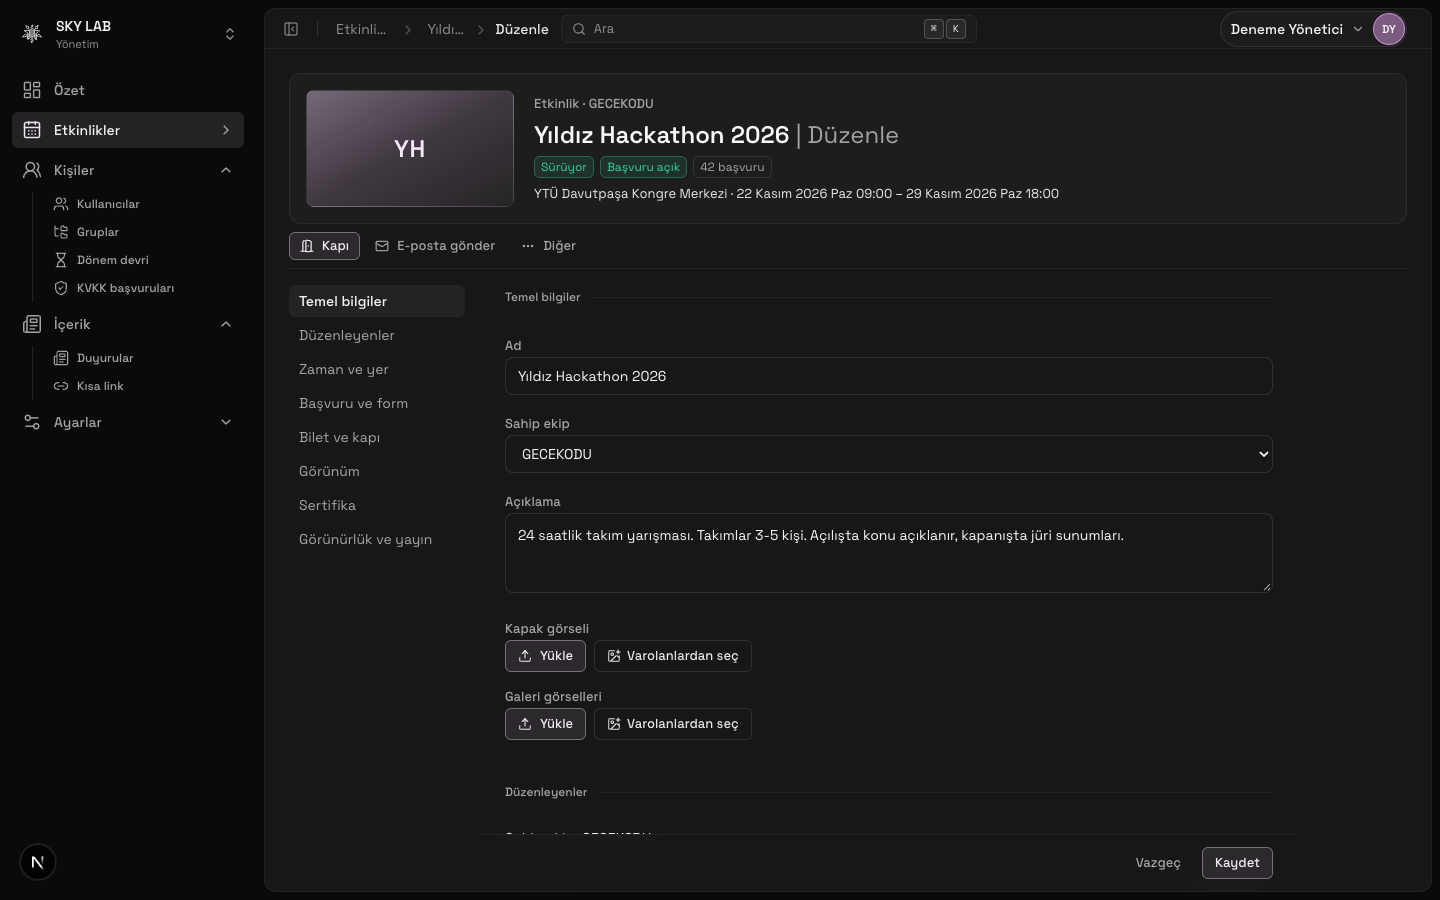 SKY LAB
Yönetim
Özet
Etkinlikler
Kişiler
Kullanıcılar
Gruplar
Dönem devri
KVKK başvuruları
İçerik
Duyurular
Kısa link
Ayarlar
N
Etkinli... > Yıldı... > Düzenle
Ara
⌘ K
Deneme Yönetici
DY
YH
Etkinlik · GECEKODU
Yıldız Hackathon 2026 | Düzenle
Sürüyor Başvuru açık 42 başvuru
YTÜ Davutpaşa Kongre Merkezi · 22 Kasım 2026 Paz 09:00 – 29 Kasım 2026 Paz 18:00
Kapı E-posta gönder Diğer
Temel bilgiler
Düzenleyenler
Zaman ve yer
Başvuru ve form
Bilet ve kapı
Görünüm
Sertifika
Görünürlük ve yayın
Temel bilgiler
Ad
Yıldız Hackathon 2026
Sahip ekip
GECEKODU
Açıklama
24 saatlik takım yarışması. Takımlar 3-5 kişi. Açılışta konu açıklanır, kapanışta jüri sunumları.
Kapak görseli
Yükle Varolanlardan seç
Galeri görselleri
Yükle Varolanlardan seç
Düzenleyenler
Vazgeç Kaydet